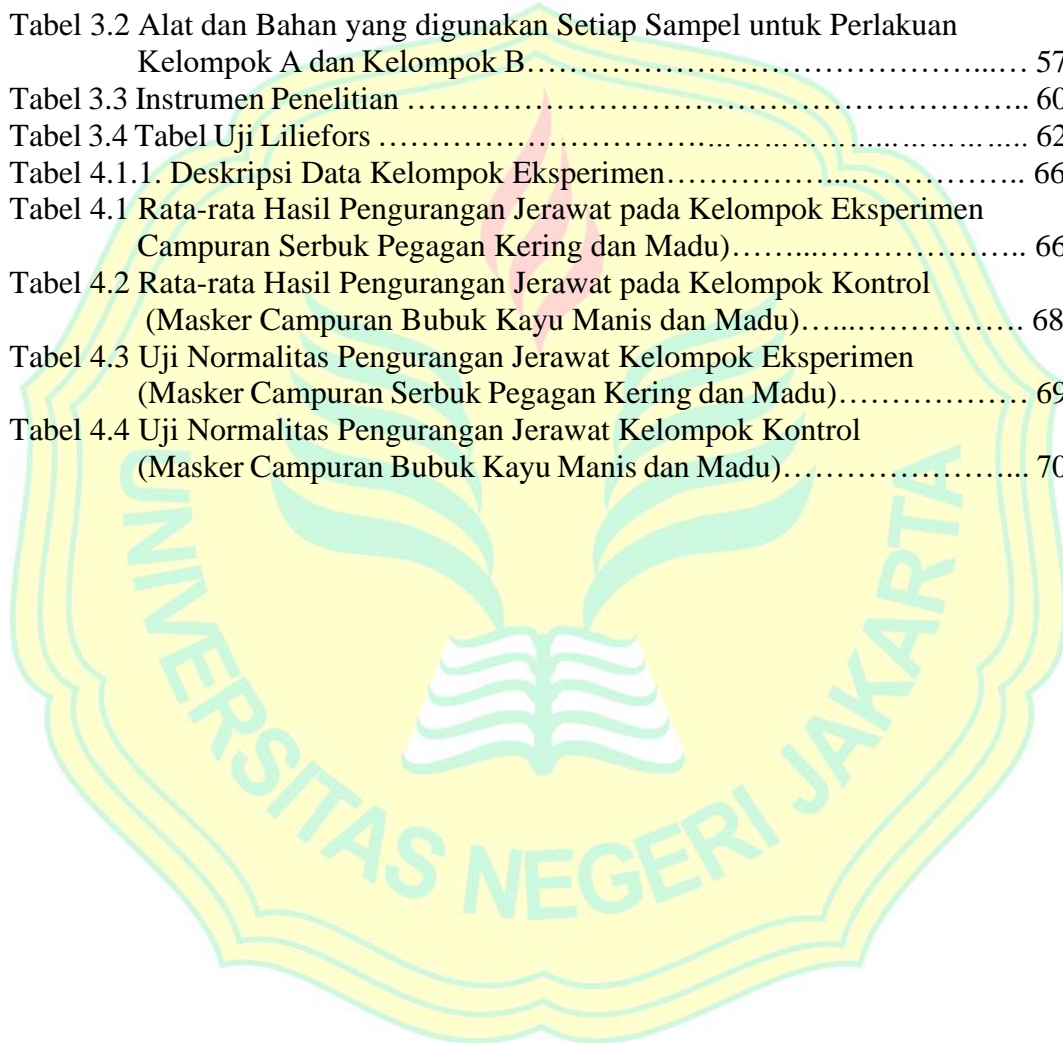 Tabel 3.2 Alat dan Bahan yang digunakan Setiap Sampel untuk Perlakuan
Kelompok A dan Kelompok B……………………………………...…. 57
Tabel 3.3 Instrumen Penelitian ………………………….…………………….. 60
Tabel 3.4 Tabel Uji Liliefors ………………………….………………...………….. 62
Tabel 4.1.1. Deskripsi Data Kelompok Eksperimen……………...…………….. 66
Tabel 4.1 Rata-rata Hasil Pengurangan Jerawat pada Kelompok Eksperimen
Campuran Serbuk Pegagan Kering dan Madu)……...……………….. 66
Tabel 4.2 Rata-rata Hasil Pengurangan Jerawat pada Kelompok Kontrol
(Masker Campuran Bubuk Kayu Manis dan Madu)…...……………. 68
Tabel 4.3 Uji Normalitas Pengurangan Jerawat Kelompok Eksperimen
(Masker Campuran Serbuk Pegagan Kering dan Madu)……………… 69
Tabel 4.4 Uji Normalitas Pengurangan Jerawat Kelompok Kontrol
(Masker Campuran Bubuk Kayu Manis dan Madu)…………………... 70
UNIVERSITAS NEGERI JAKARTA